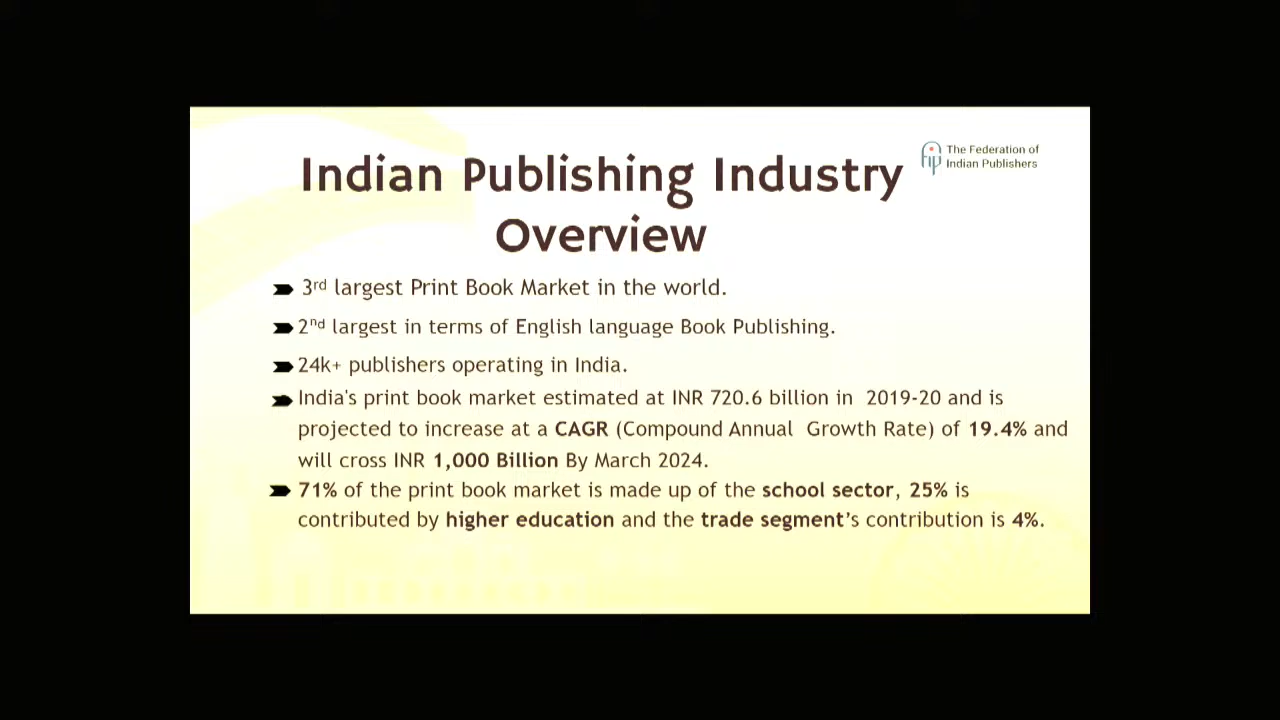 The Federation of
Indian Publishers
Indian Publishing Industry
Overview
3rd largest Print Book Market in the world.
2nd largest in terms of English language Book Publishing.
24k+ publishers operating in India.
India's print book market estimated at INR 720.6 billion in 2019-20 and is
projected to increase at a CAGR (Compound Annual Growth Rate) of 19.4% and
will cross INR 1,000 Billion By March 2024.
71% of the print book market is made up of the school sector, 25% is
contributed by higher education and the trade segment's contribution is 4%.